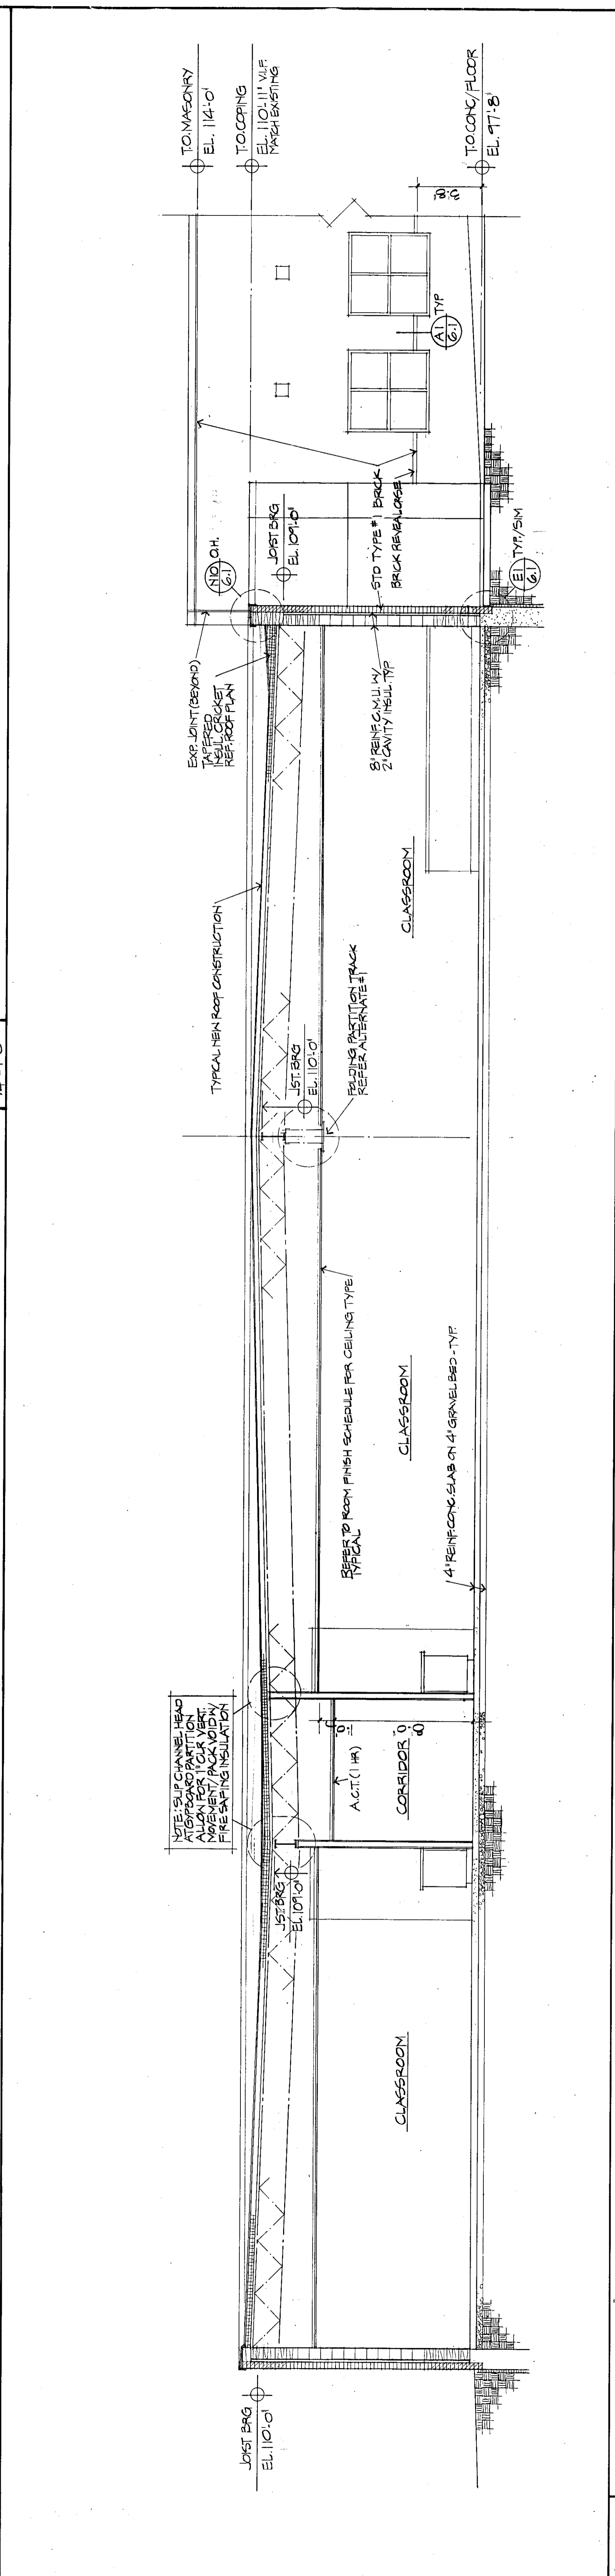 T.O. MASONRY
EL. 114'-0"
T.O. COPING
EL. 110'-11" V.I.F.
MATCH EXISTING
T.O. CONC/FLOOR
EL. 97'-8"
3'-8"
A1 TYP
6.1
N10 O.H.
6.1
JOIST BRG
EL. 109'-0"
STD TYPE #1 BRICK
BRICK REVEAL CRSE
E1 TYP./SIM
6.1
EXP. JOINT (BEYOND)
TAPERED
INSUL. CRICKET
REF. ROOF PLAN
8" REINF. C.M.U. W/
2" CAVITY INSUL. TYP
TYPICAL NEW ROOF CONSTRUCTION
CLASSROOM
JST. BRG
EL. 110'-0"
FOLDING PARTITION TRACK
REFER ALTERNATE #1
REFER TO ROOM FINISH SCHEDULE FOR CEILING TYPE
TYPICAL
CLASSROOM
4" REINF. CONC. SLAB ON 4" GRAVEL BED - TYP.
NOTE: SLIP CHANNEL HEAD
AT GYPBOARD PARTITION
ALLOW FOR 1" CLR VERT.
MOVEMENT/PACK VOID W/
FIRE SAFING INSULATION
A.C.T. (1 HR)
CORRIDOR
JST. BRG
EL. 109'-0"
CLASSROOM
JOIST BRG
EL. 110'-0"